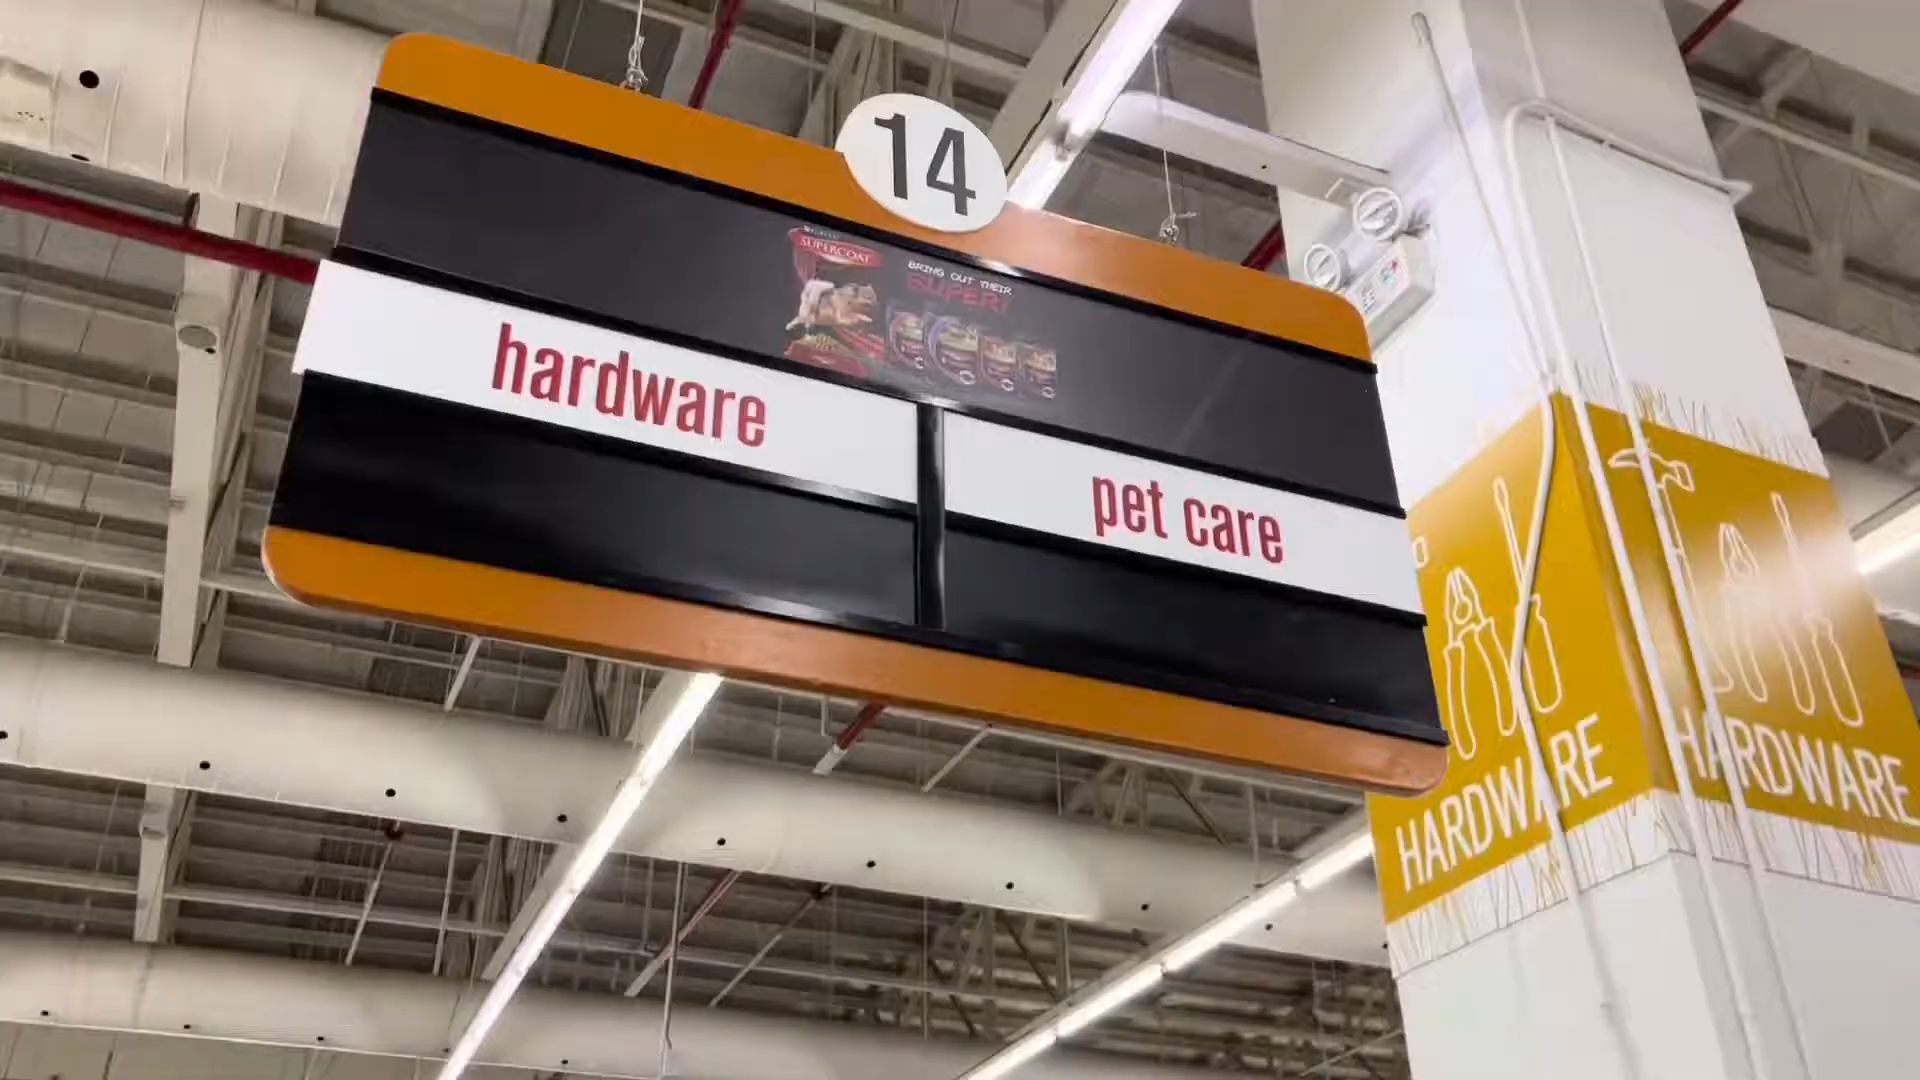 14
SUPERCOAT
BRING OUT THEIR
SUPER!
hardware
pet care
HARDWARE
HARDWARE